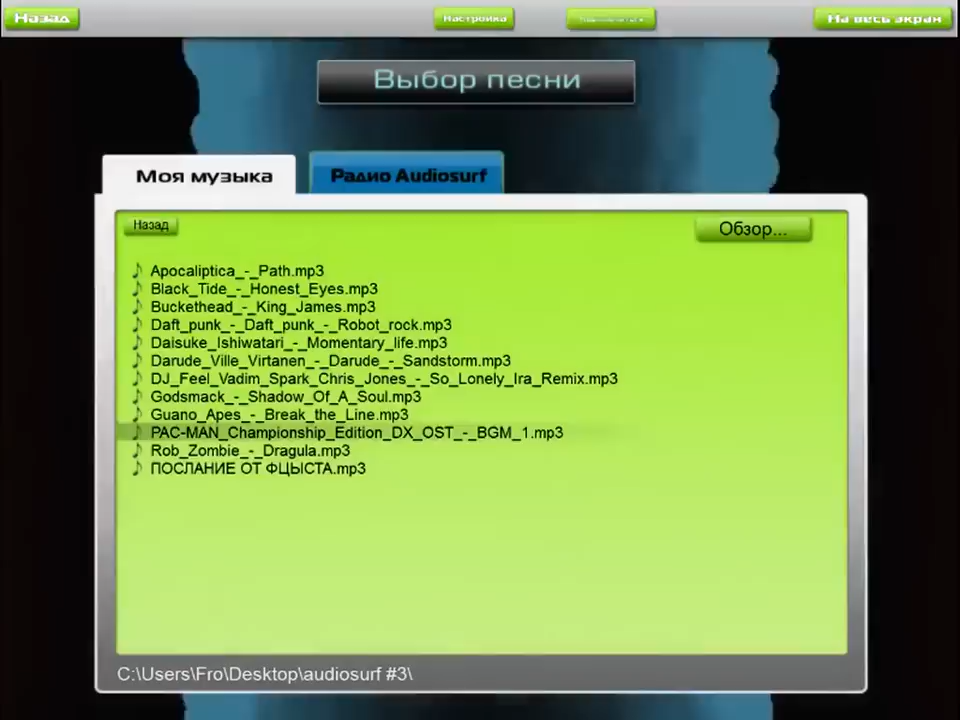 Назад
Настройка
На весь экран
Выбор песни
Моя музыка
Радио Audiosurf
Назад
Обзор...
Apocaliptica_-_Path.mp3
Black_Tide_-_Honest_Eyes.mp3
Buckethead_-_King_James.mp3
Daft_punk_-_Daft_punk_-_Robot_rock.mp3
Daisuke_Ishiwatari_-_Momentary_life.mp3
Darude_Ville_Virtanen_-_Darude_-_Sandstorm.mp3
DJ_Feel_Vadim_Spark_Chris_Jones_-_So_Lonely_Ira_Remix.mp3
Godsmack_-_Shadow_Of_A_Soul.mp3
Guano_Apes_-_Break_the_Line.mp3
PAC-MAN_Championship_Edition_DX_OST_-_BGM_1.mp3
Rob_Zombie_-_Dragula.mp3
ПОСЛАНИЕ ОТ ФЦЫСТА.mp3
C:\Users\Fro\Desktop\audiosurf #3\